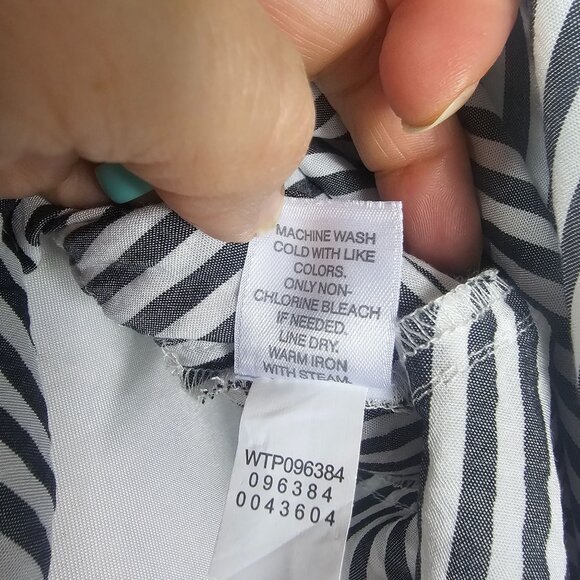 MACHINE WASH
COLD WITH LIKE
COLORS.
ONLY NON-
CHLORINE BLEACH
IF NEEDED.
LINE DRY.
WARM IRON
WITH STEAM
WTP096384
096384
0043604